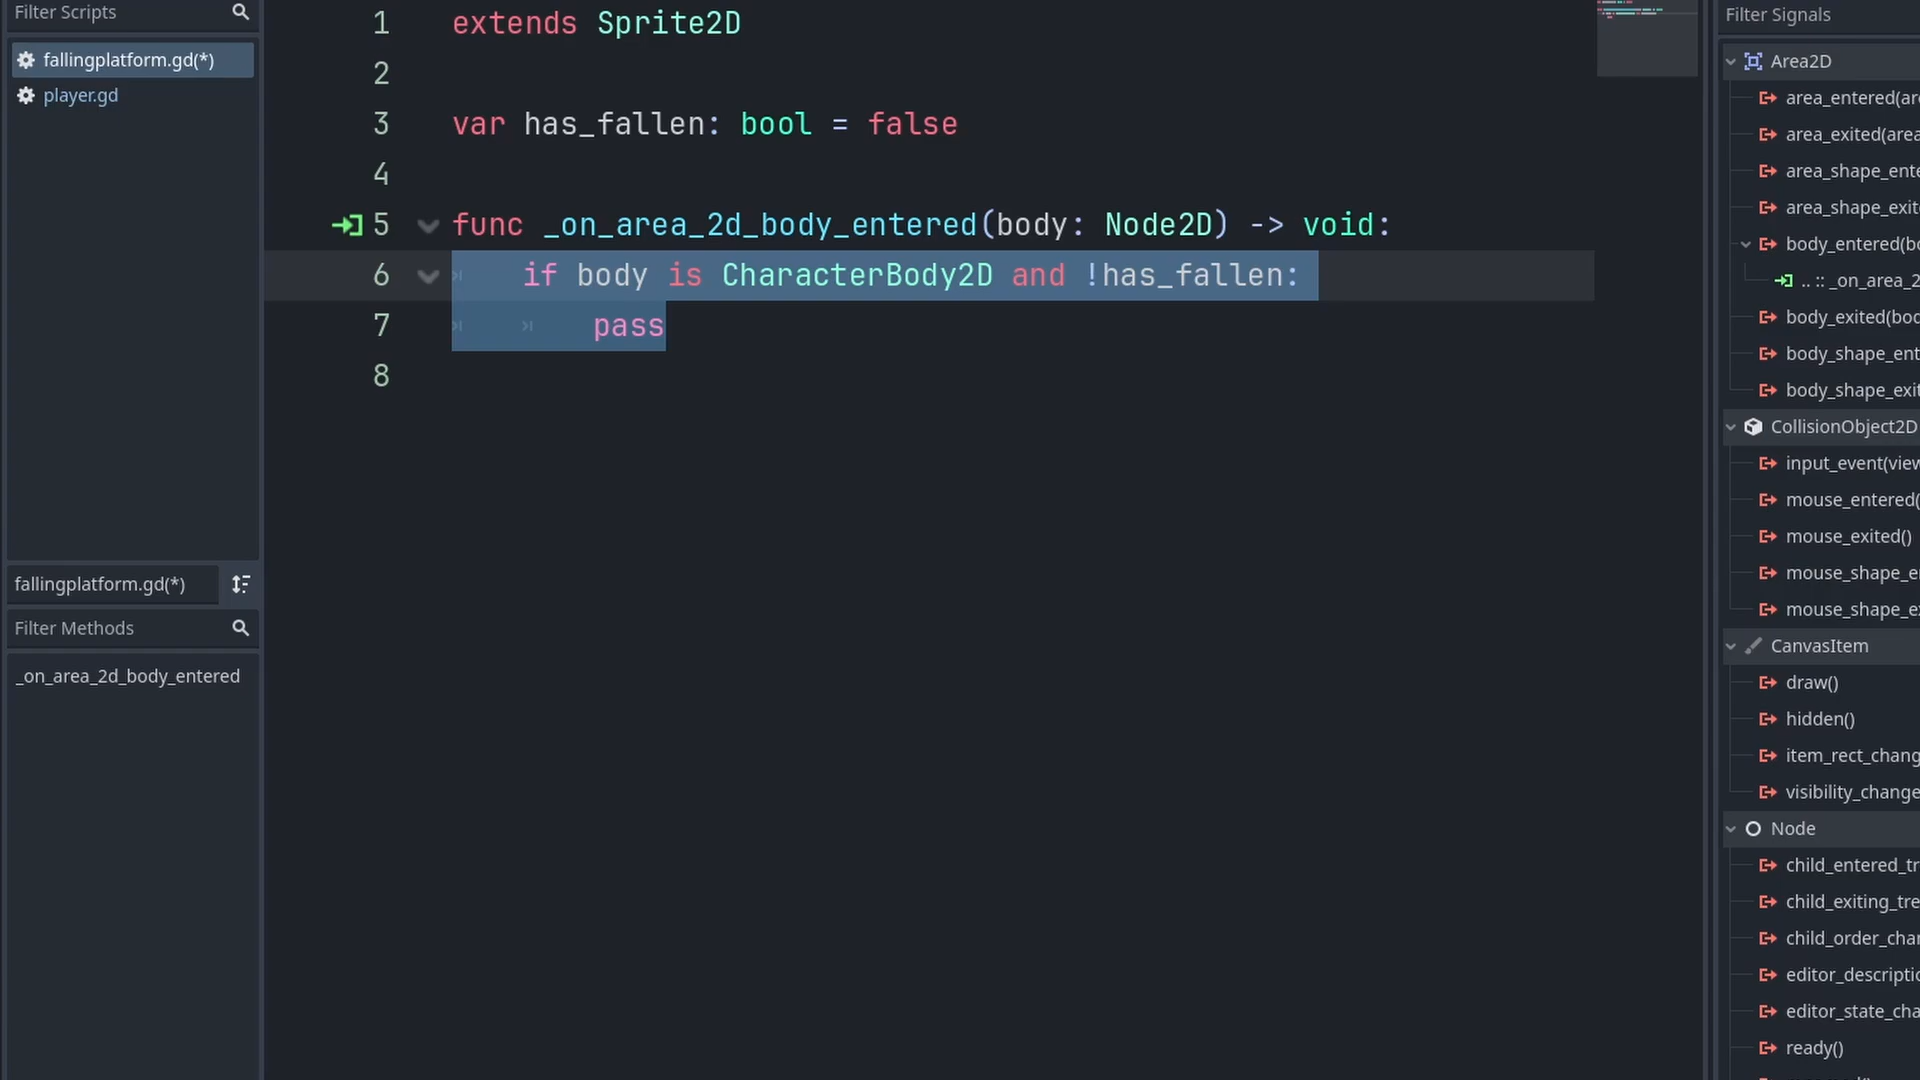 Filter Scripts
fallingplatform.gd(*)
player.gd
fallingplatform.gd(*)
Filter Methods
_on_area_2d_body_entered
1 extends Sprite2D
2
3 var has_fallen: bool = false
4
5 func _on_area_2d_body_entered(body: Node2D) -> void:
6 if body is CharacterBody2D and !has_fallen:
7 pass
8
Filter Signals
Area2D
area_entered(are
area_exited(area
area_shape_ente
area_shape_exit
body_entered(bo
.. :: _on_area_2
body_exited(bod
body_shape_ent
body_shape_exit
CollisionObject2D
input_event(view
mouse_entered(
mouse_exited()
mouse_shape_e
mouse_shape_ex
CanvasItem
draw()
hidden()
item_rect_chang
visibility_change
Node
child_entered_tr
child_exiting_tre
child_order_char
editor_descriptio
editor_state_cha
ready()